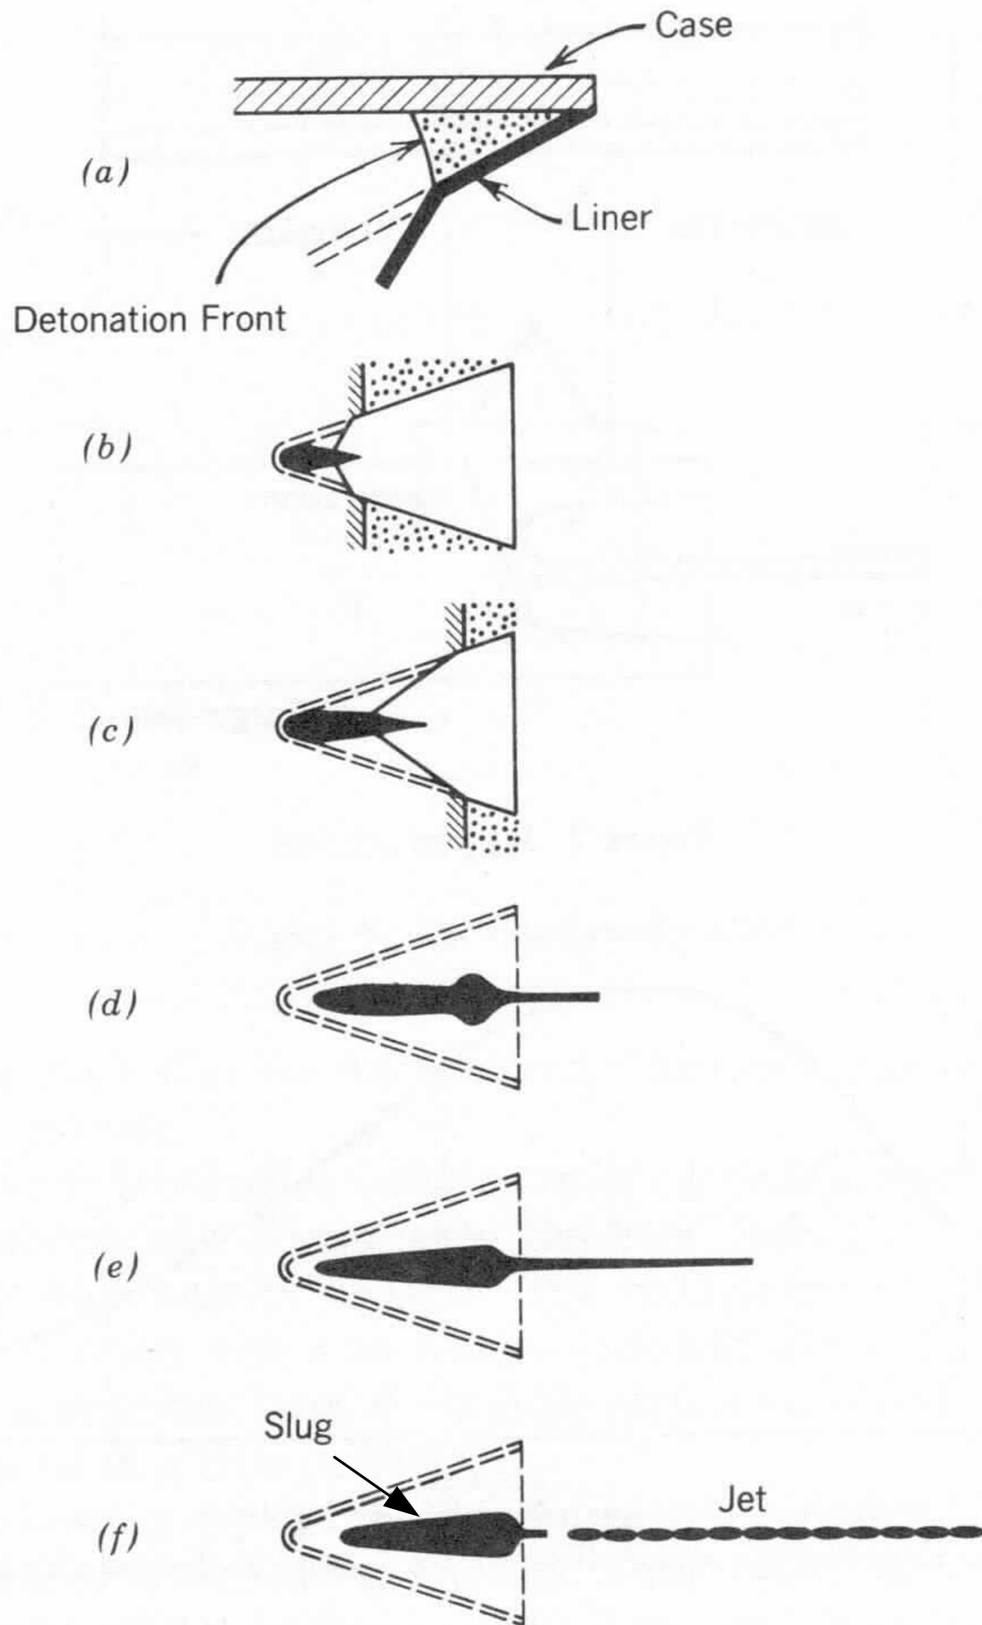 Case
(a)
Liner
Detonation Front
(b)
(c)
(d)
(e)
Slug
Jet
(f)